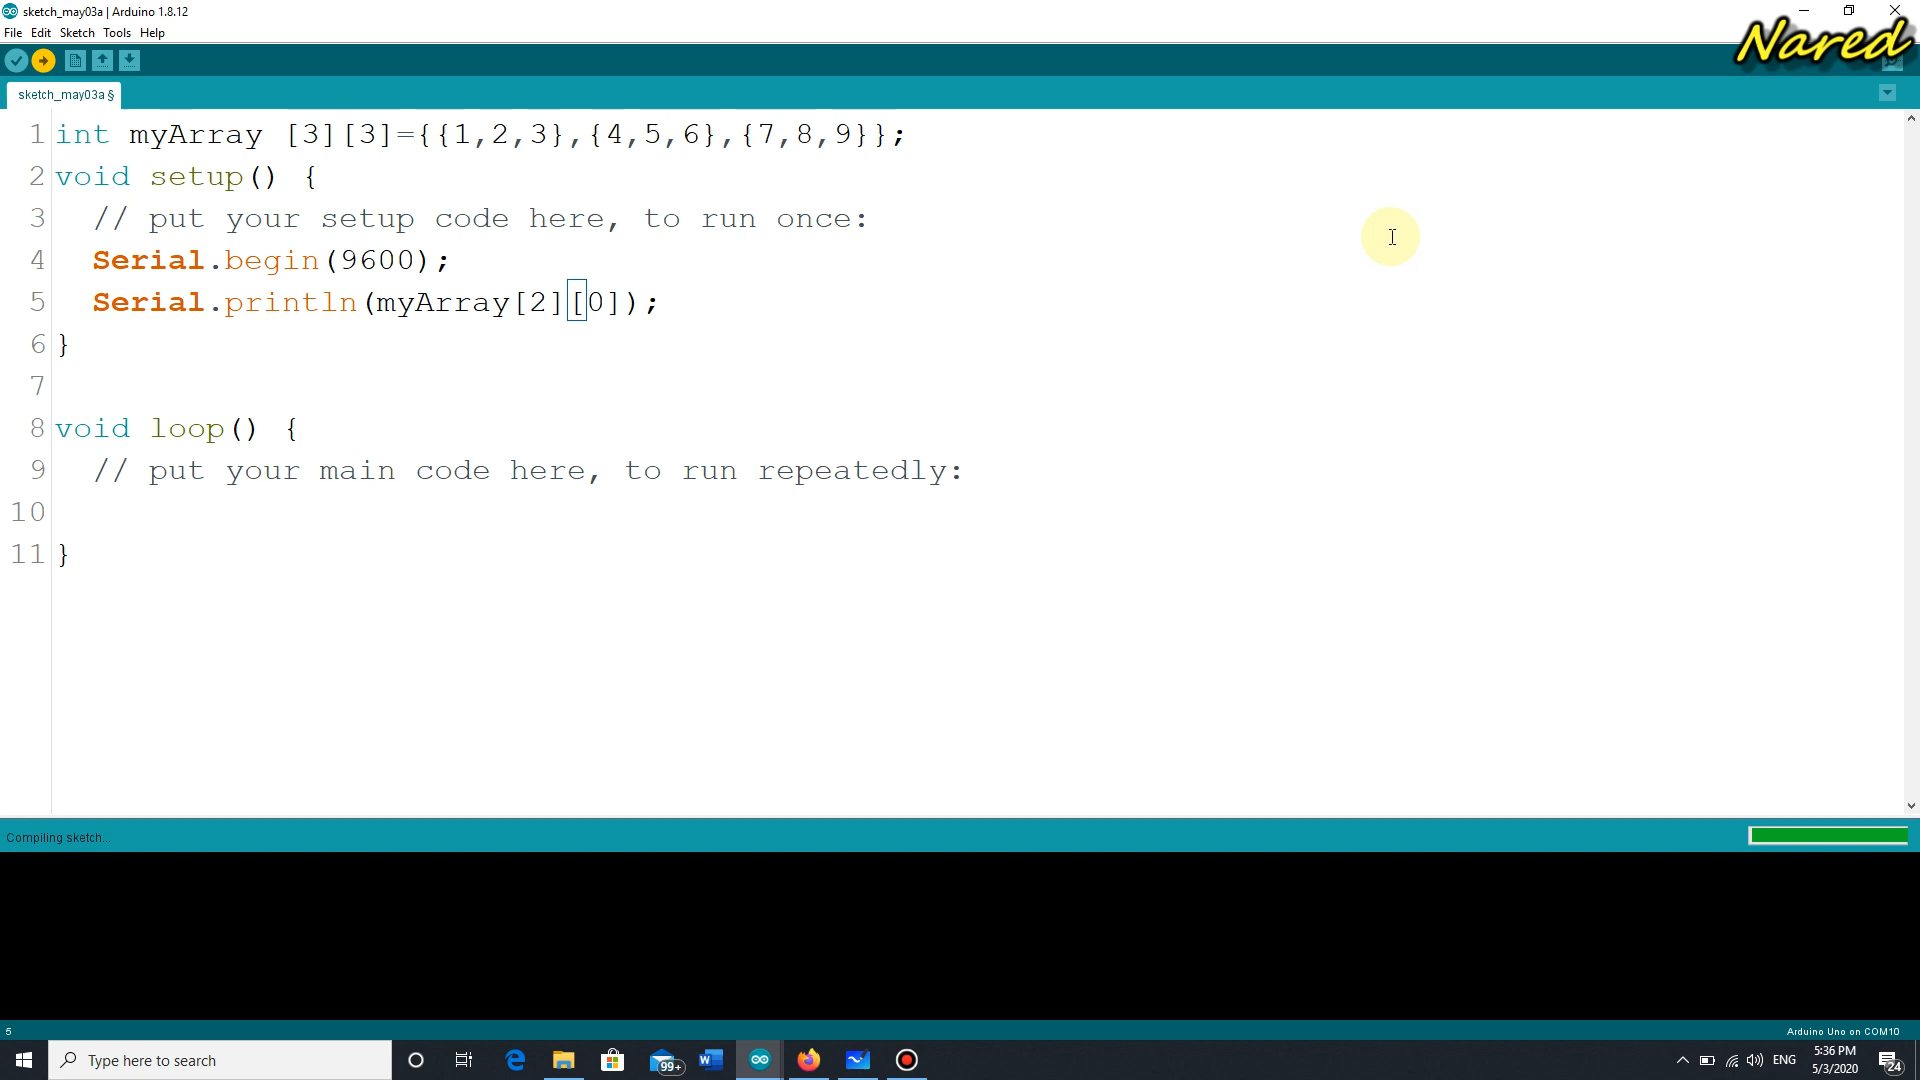 sketch_may03a | Arduino 1.8.12
File Edit Sketch Tools Help
Nared
sketch_may03a §
1 int myArray [3][3]={{1,2,3},{4,5,6},{7,8,9}};
2 void setup() {
3 // put your setup code here, to run once:
4 Serial.begin(9600);
5 Serial.println(myArray[2][0]);
6 }
7
8 void loop() {
9 // put your main code here, to run repeatedly:
10
11 }
Compiling sketch...
5
Arduino Uno on COM10
Type here to search
99+
ENG
5:36 PM
5/3/2020
24